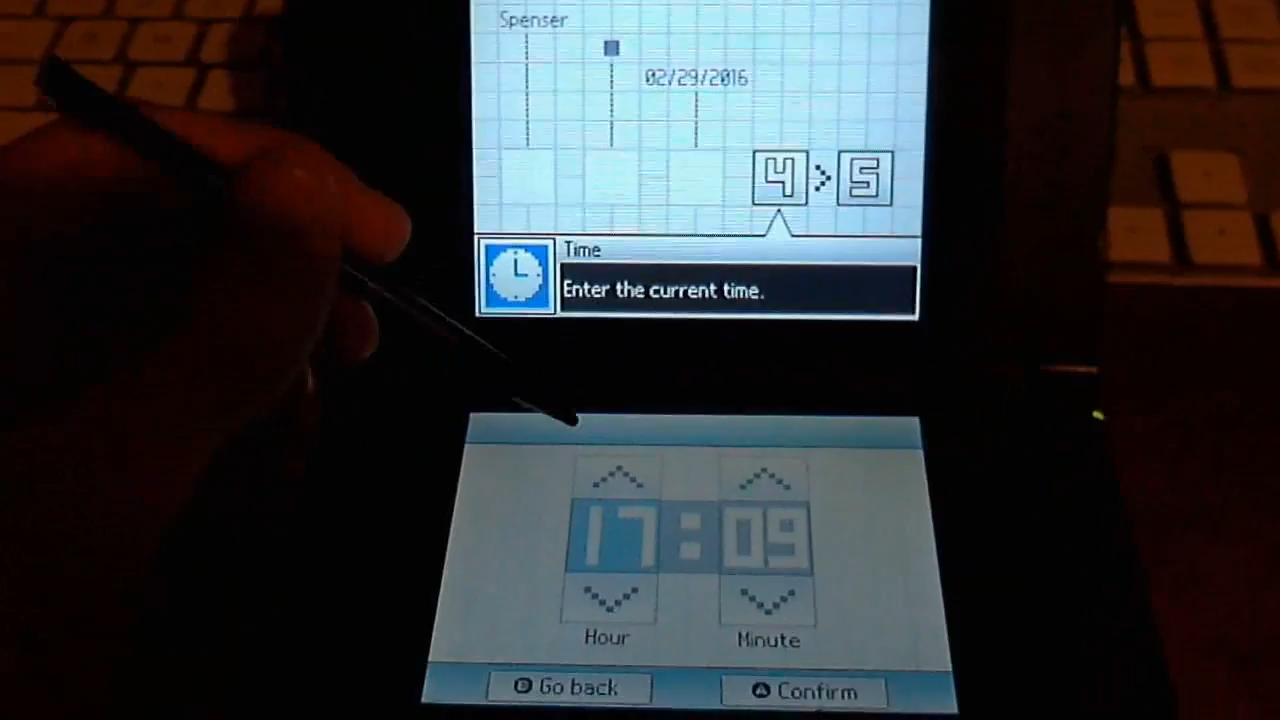 Spenser
02/29/2016
4 > 5
Time
Enter the current time.
17:09
Hour Minute
B Go back A Confirm